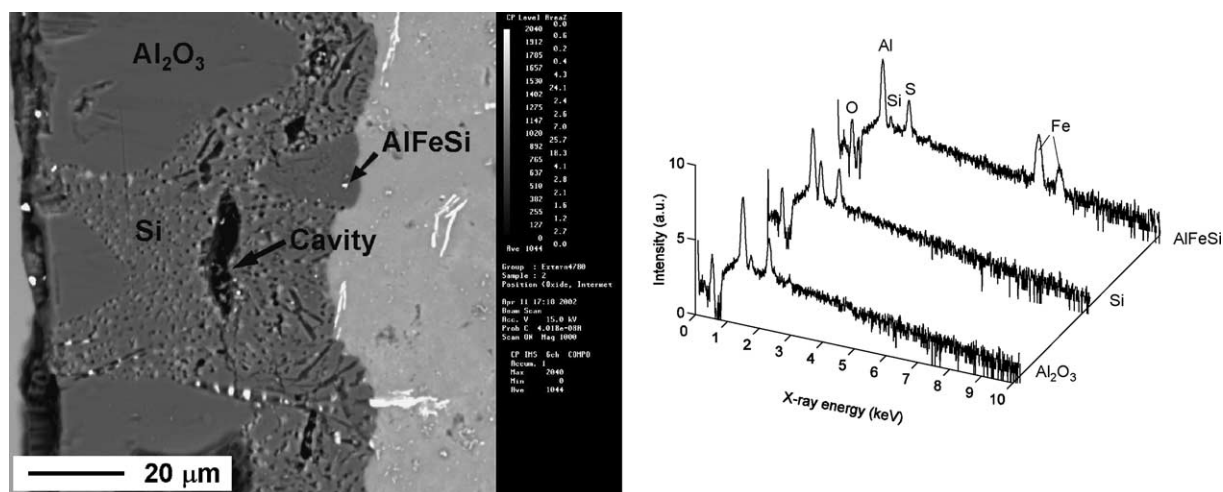 Al₂O₃
AlFeSi
Si
Cavity
20 μm
CP Level Area%
0.0
2040
0.6
1912
0.2
1785
0.4
1657
4.3
1530
24.1
1402
2.4
1275
2.6
1147
7.0
1020
25.7
892
18.3
765
4.1
637
2.8
510
2.1
382
1.6
255
1.2
127
2.7
0
0.0
Ave 1044
Group : Extern4780
Sample : 2
Position (Oxide, Internet
Apr 11 17:18 2002
Beam Scan
Acc. V 15.0 kV
Prob C 4.018e-08A
Scan ON Mag 1000
CP IMS 6ch COMPO
Accum. 1
Max 2040
Min 0
Ave 1044
Al
Si
S
O
Fe
10
5
0
Intensity (a.u.)
0 1 2 3 4 5 6 7 8 9 10
X-ray energy (keV)
AlFeSi
Si
Al₂O₃